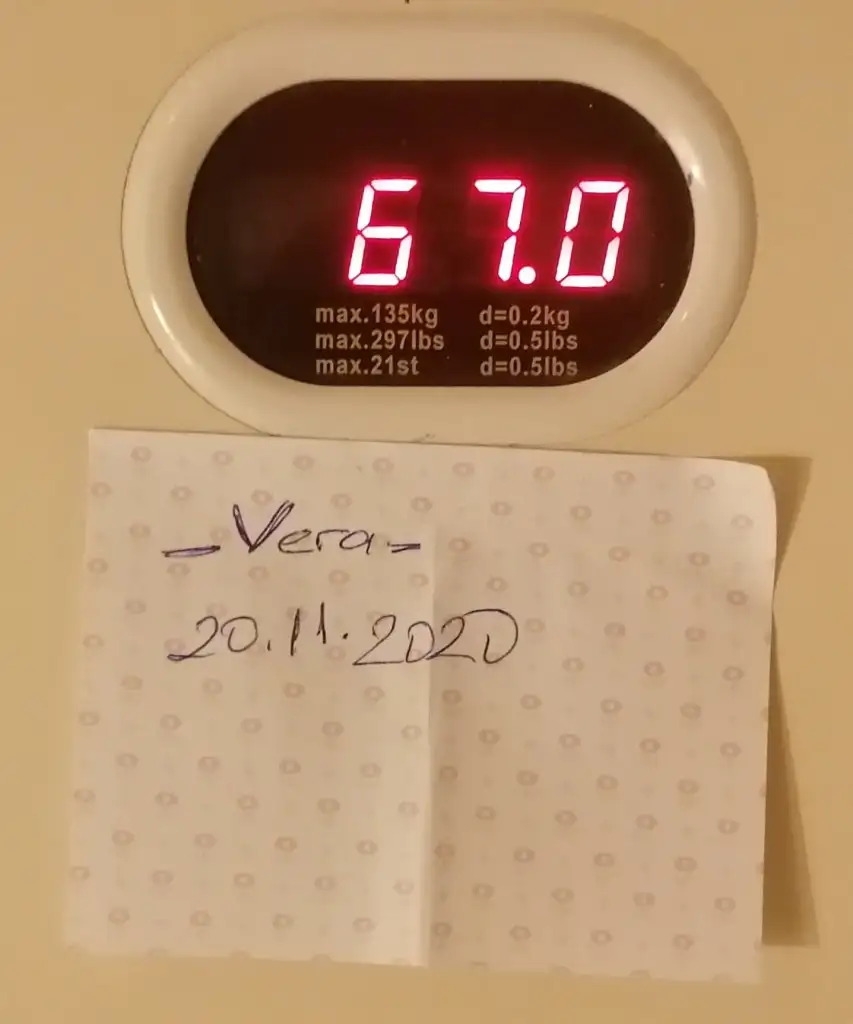 67.0
max.135kg d=0.2kg
max.297lbs d=0.5lbs
max.21st d=0.5lbs
-Vera-
20.11.2020